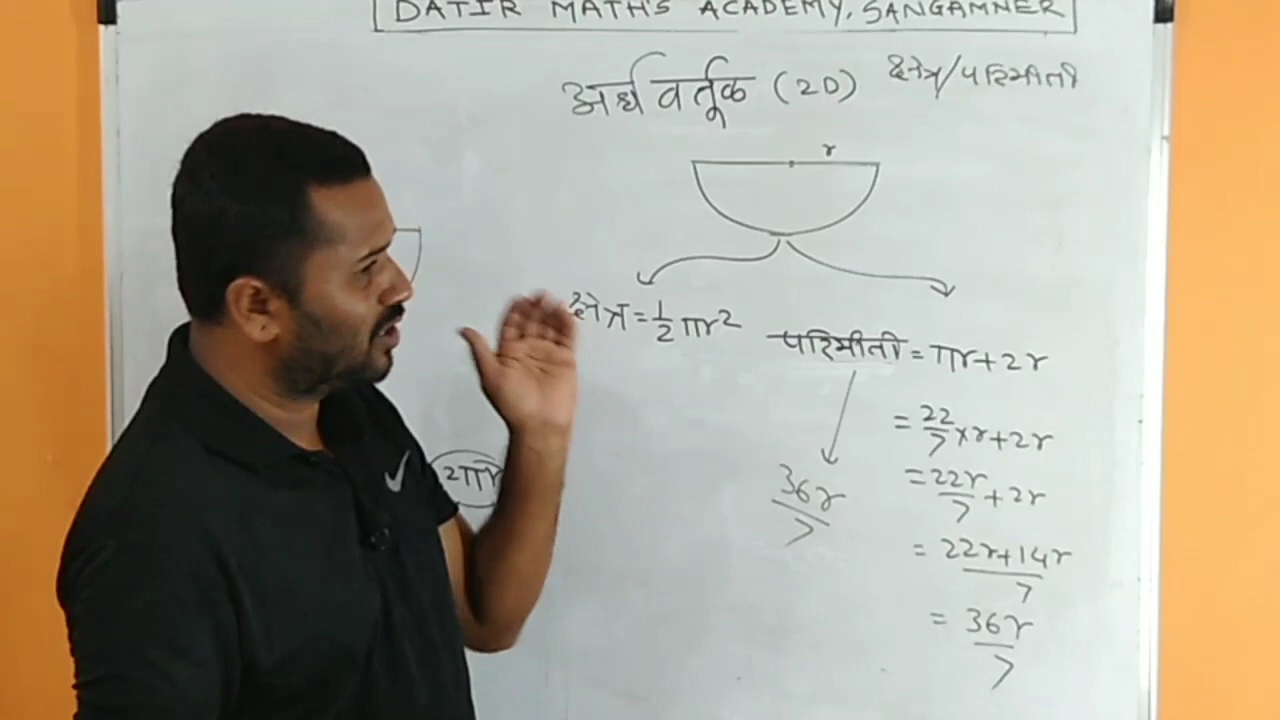 DATIR MATH'S ACADEMY, SANGAMNER
अर्धवर्तूळ (2D) क्षेत्र/परिमीती
r
क्षेत्र = 1/2 πr²
परिमीती = πr + 2r
= 22/7 × r + 2r
= 22r/7 + 2r
= 22r + 14r / 7
= 36r/7
36r/7
2πr